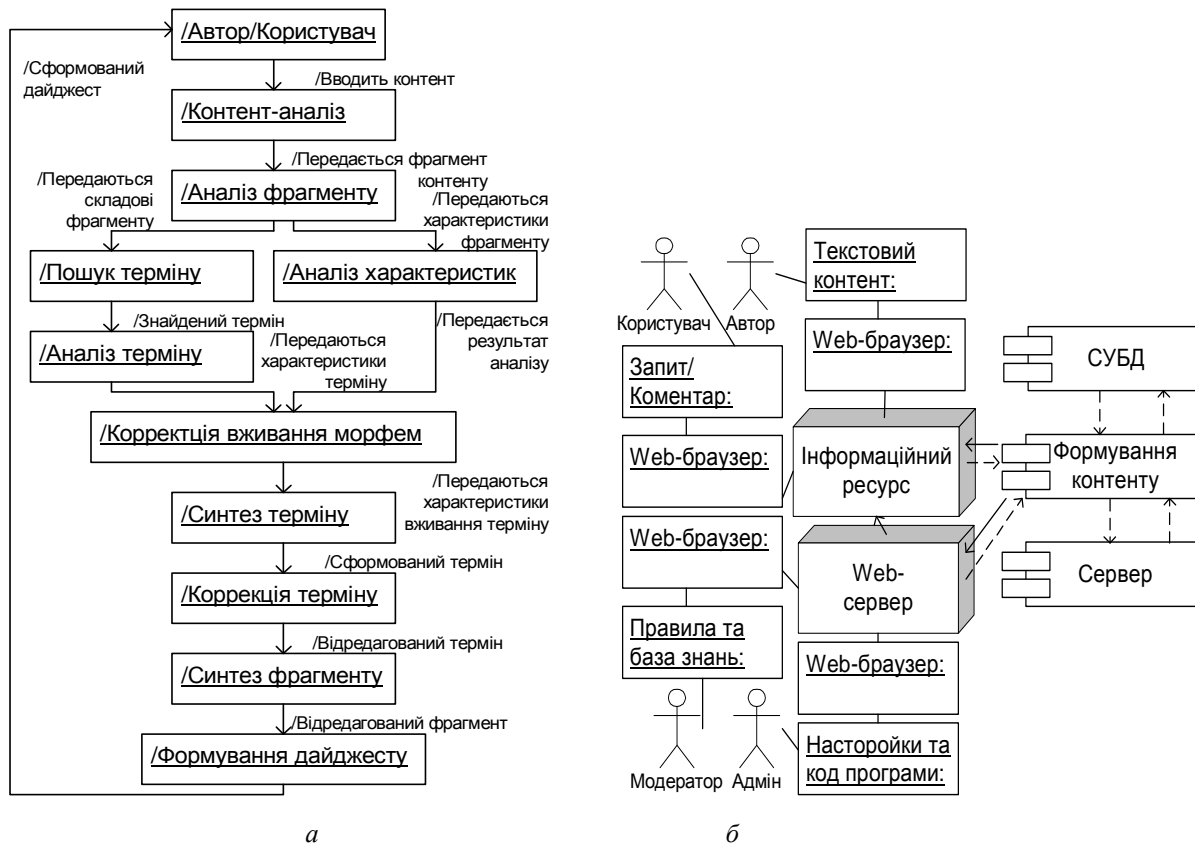 /Автор/Користувач
/Сформований
дайджест
/Вводить контент
/Контент-аналіз
/Передається фрагмент
контенту
/Передаються
складові
фрагменту
/Аналіз фрагменту
/Передаються
характеристики
фрагменту
/Пошук терміну
/Аналіз характеристик
/Знайдений термін
/Передається
результат
аналізу
/Аналіз терміну
/Передаються
характеристики
терміну
/Корректція вживання морфем
/Передаються
характеристики
вживання терміну
/Синтез терміну
/Сформований термін
/Коррекція терміну
/Відредагований термін
/Синтез фрагменту
/Відредагований фрагмент
/Формування дайджесту
а
Користувач
Автор
Текстовий
контент:
Web-браузер:
Запит/
Коментар:
Web-браузер:
Інформаційний
ресурс
СУБД
Формування
контенту
Сервер
Web-браузер:
Web-
сервер
Правила та
база знань:
Web-браузер:
Модератор
Адмін
Насторойки та
код програми:
б